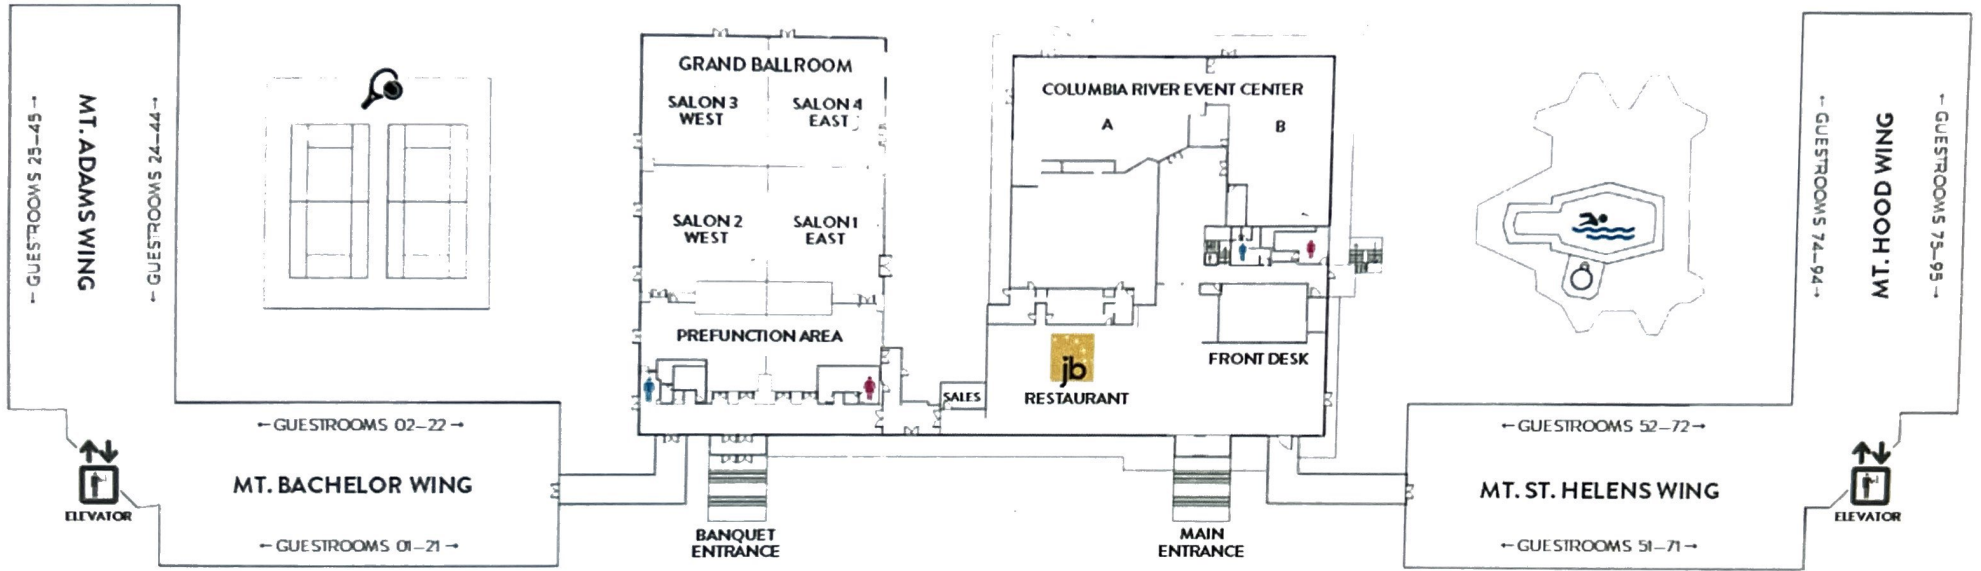 ← GUESTROOMS 25–45 →
MT. ADAMS WING
← GUESTROOMS 24–44 →
ELEVATOR
← GUESTROOMS 02–22 →
MT. BACHELOR WING
← GUESTROOMS 01–21 →
GRAND BALLROOM
SALON 3
WEST
SALON 4
EAST
SALON 2
WEST
SALON 1
EAST
PREFUNCTION AREA
BANQUET
ENTRANCE
SALES
COLUMBIA RIVER EVENT CENTER
A
B
jb
RESTAURANT
FRONT DESK
MAIN
ENTRANCE
← GUESTROOMS 52–72 →
MT. ST. HELENS WING
← GUESTROOMS 51–71 →
← GUESTROOMS 74–94 →
MT. HOOD WING
← GUESTROOMS 75–95 →
ELEVATOR